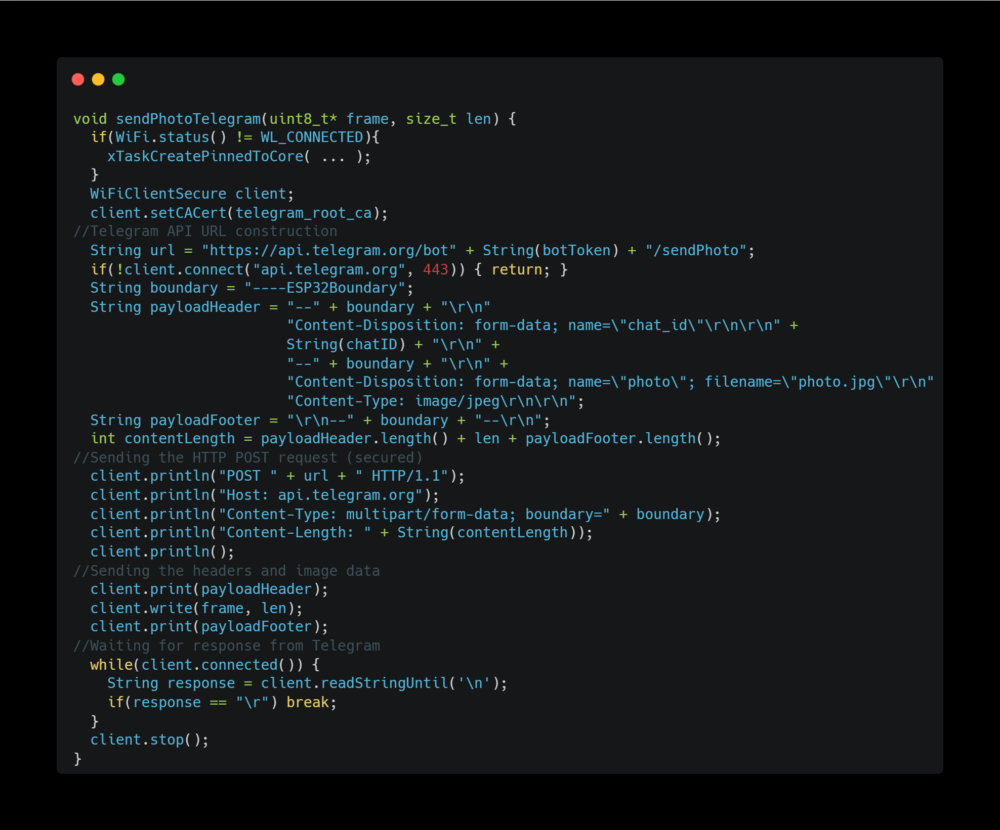 void sendPhotoTelegram(uint8_t* frame, size_t len) {
  if(WiFi.status() != WL_CONNECTED){
    xTaskCreatePinnedToCore( ... );
  }
  WiFiClientSecure client;
  client.setCACert(telegram_root_ca);
//Telegram API URL construction
  String url = "https://api.telegram.org/bot" + String(botToken) + "/sendPhoto";
  if(!client.connect("api.telegram.org", 443)) { return; }
  String boundary = "----ESP32Boundary";
  String payloadHeader = "--" + boundary + "\r\n"
                         "Content-Disposition: form-data; name=\"chat_id\"\r\n\r\n" +
                         String(chatID) + "\r\n" +
                         "--" + boundary + "\r\n" +
                         "Content-Disposition: form-data; name=\"photo\"; filename=\"photo.jpg\"\r\n"
                         "Content-Type: image/jpeg\r\n\r\n";
  String payloadFooter = "\r\n--" + boundary + "--\r\n";
  int contentLength = payloadHeader.length() + len + payloadFooter.length();
//Sending the HTTP POST request (secured)
  client.println("POST " + url + " HTTP/1.1");
  client.println("Host: api.telegram.org");
  client.println("Content-Type: multipart/form-data; boundary=" + boundary);
  client.println("Content-Length: " + String(contentLength));
  client.println();
//Sending the headers and image data
  client.print(payloadHeader);
  client.write(frame, len);
  client.print(payloadFooter);
//Waiting for response from Telegram
  while(client.connected()) {
    String response = client.readStringUntil('\n');
    if(response == "\r") break;
  }
  client.stop();
}